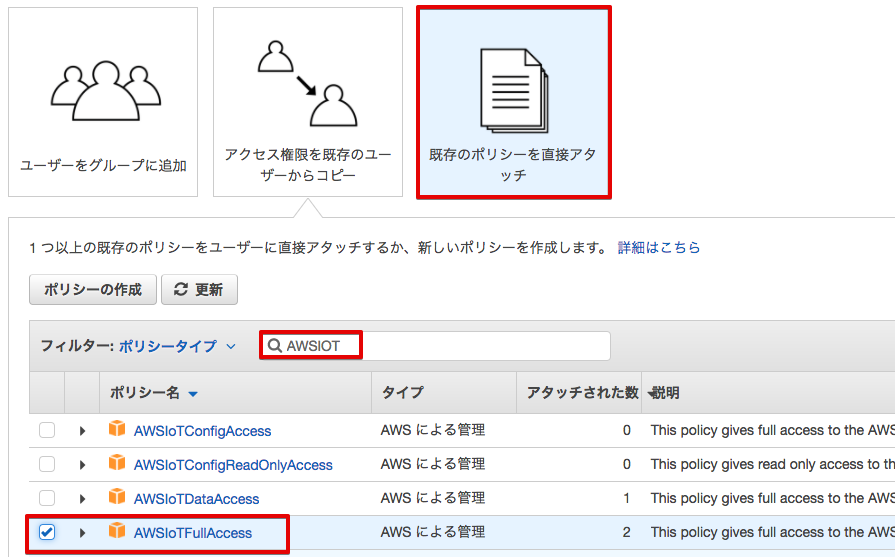 ユーザーをグループに追加
アクセス権限を既存のユー
ザーからコピー
既存のポリシーを直接アタ
ッチ
1 つ以上の既存のポリシーをユーザーに直接アタッチするか、新しいポリシーを作成します。 詳細はこちら
ポリシーの作成 更新
フィルター: ポリシータイプ AWSIOT
ポリシー名 タイプ アタッチされた数 説明
AWSIoTConfigAccess AWS による管理 0 This policy gives full access to the AWS
AWSIoTConfigReadOnlyAccess AWS による管理 0 This policy gives read only access to the
AWSIoTDataAccess AWS による管理 1 This policy gives full access to the AWS
AWSIoTFullAccess AWS による管理 2 This policy gives full access to the AWS